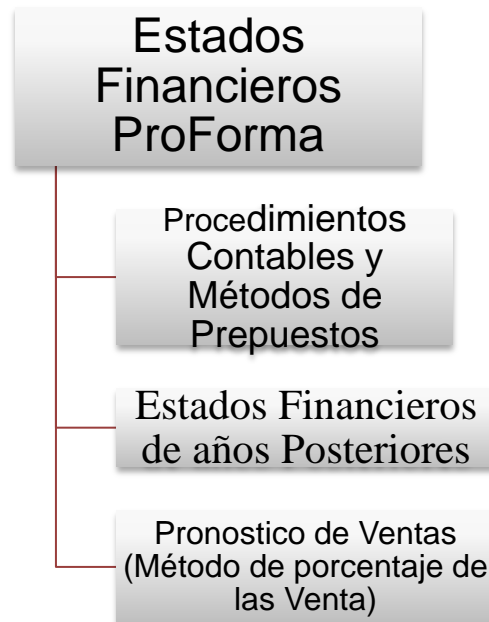 Estados
Financieros
ProForma
Procedimientos
Contables y
Métodos de
Prepuestos
Estados Financieros
de años Posteriores
Pronostico de Ventas
(Método de porcentaje de
las Venta)